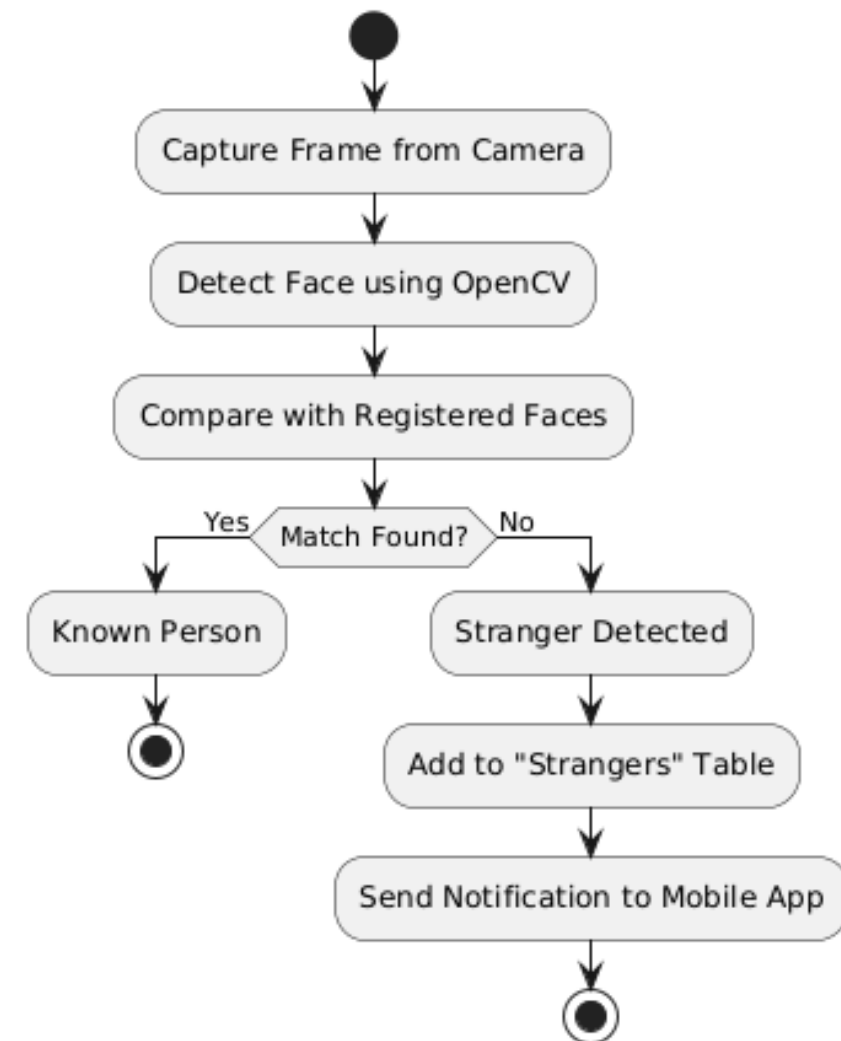 Capture Frame from Camera
Detect Face using OpenCV
Compare with Registered Faces
Yes
Match Found?
No
Known Person
Stranger Detected
Add to "Strangers" Table
Send Notification to Mobile App